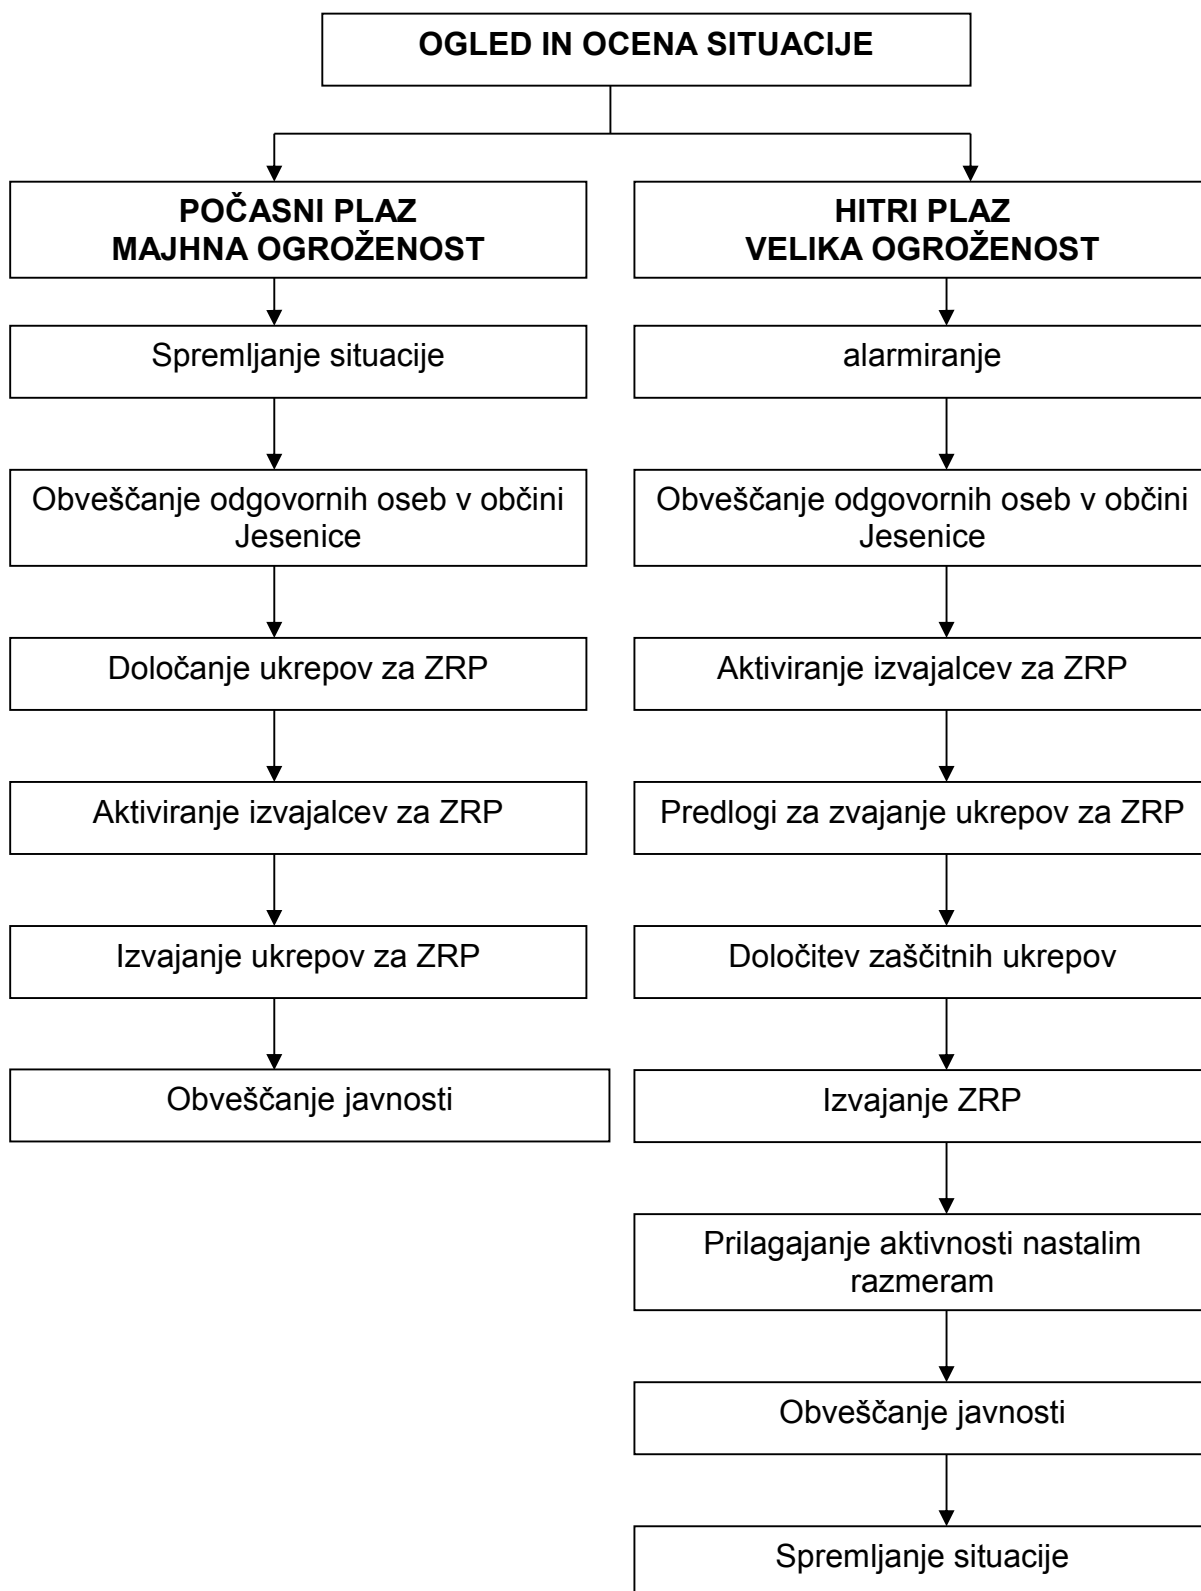 OGLED IN OCENA SITUACIJE
POČASNI PLAZ
MAJHNA OGROŽENOST
Spremljanje situacije
Obveščanje odgovornih oseb v občini
Jesenice
Določanje ukrepov za ZRP
Aktiviranje izvajalcev za ZRP
Izvajanje ukrepov za ZRP
Obveščanje javnosti
HITRI PLAZ
VELIKA OGROŽENOST
alarmiranje
Obveščanje odgovornih oseb v občini
Jesenice
Aktiviranje izvajalcev za ZRP
Predlogi za zvajanje ukrepov za ZRP
Določitev zaščitnih ukrepov
Izvajanje ZRP
Prilagajanje aktivnosti nastalim
razmeram
Obveščanje javnosti
Spremljanje situacije